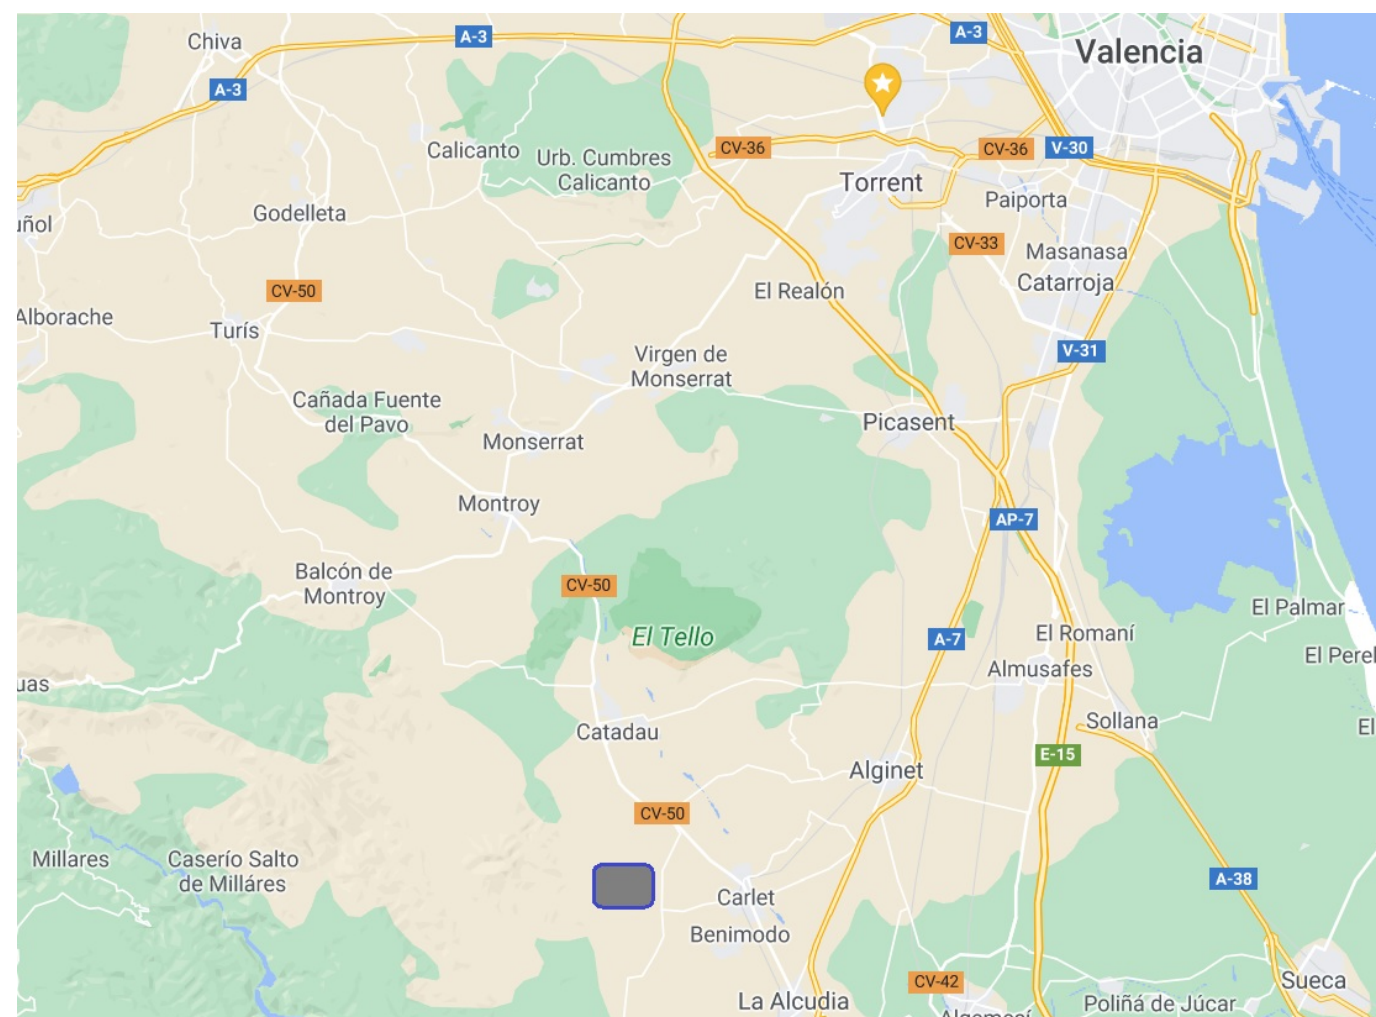 Chiva
A-3
A-3
Valencia
A-3
Calicanto
Urb. Cumbres
Calicanto
CV-36
CV-36
V-30
Torrent
Paiporta
Godelleta
uñol
CV-33
Masanasa
Catarroja
CV-50
El Realón
Alborache
Turís
Virgen de
Monserrat
V-31
Cañada Fuente
del Pavo
Picasent
Monserrat
Montroy
AP-7
Balcón de
Montroy
CV-50
El Palmar
El Tello
A-7
El Romaní
El Perel
Almusafes
uas
Sollana
El
Catadau
E-15
Alginet
CV-50
Millares
Caserío Salto
de Milláres
A-38
Carlet
Benimodo
CV-42
Sueca
La Alcudia
Poliñá de Júcar
Algemesí